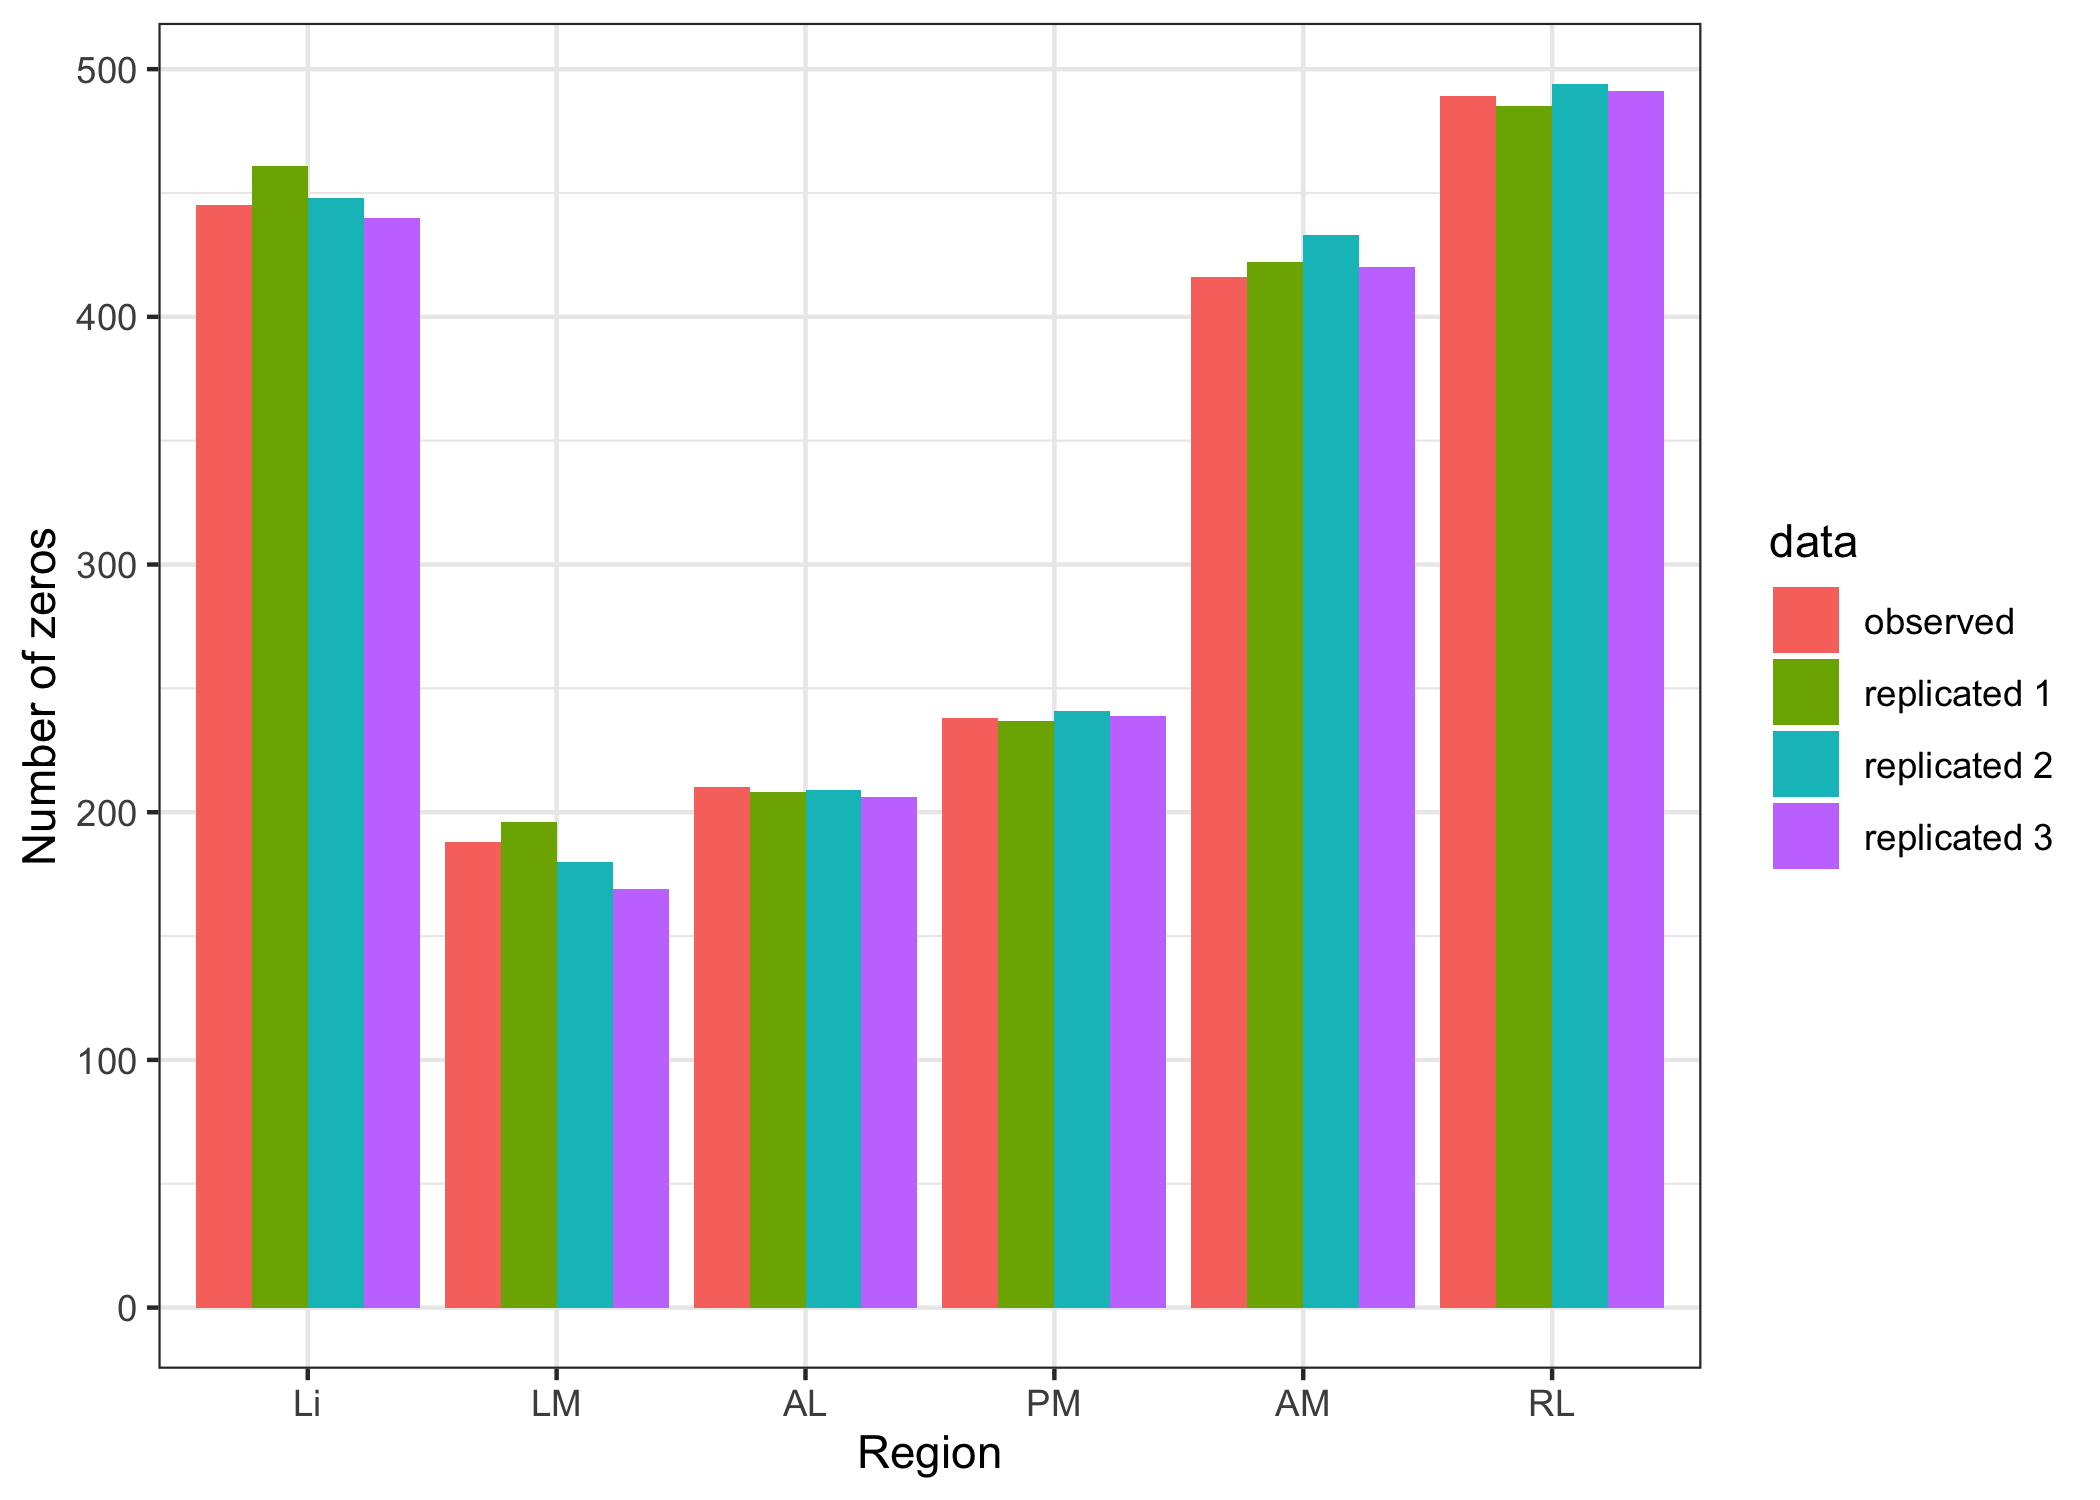 500
400
300
200
100
0
Number of zeros
Li LM AL PM AM RL
Region
data
observed
replicated 1
replicated 2
replicated 3